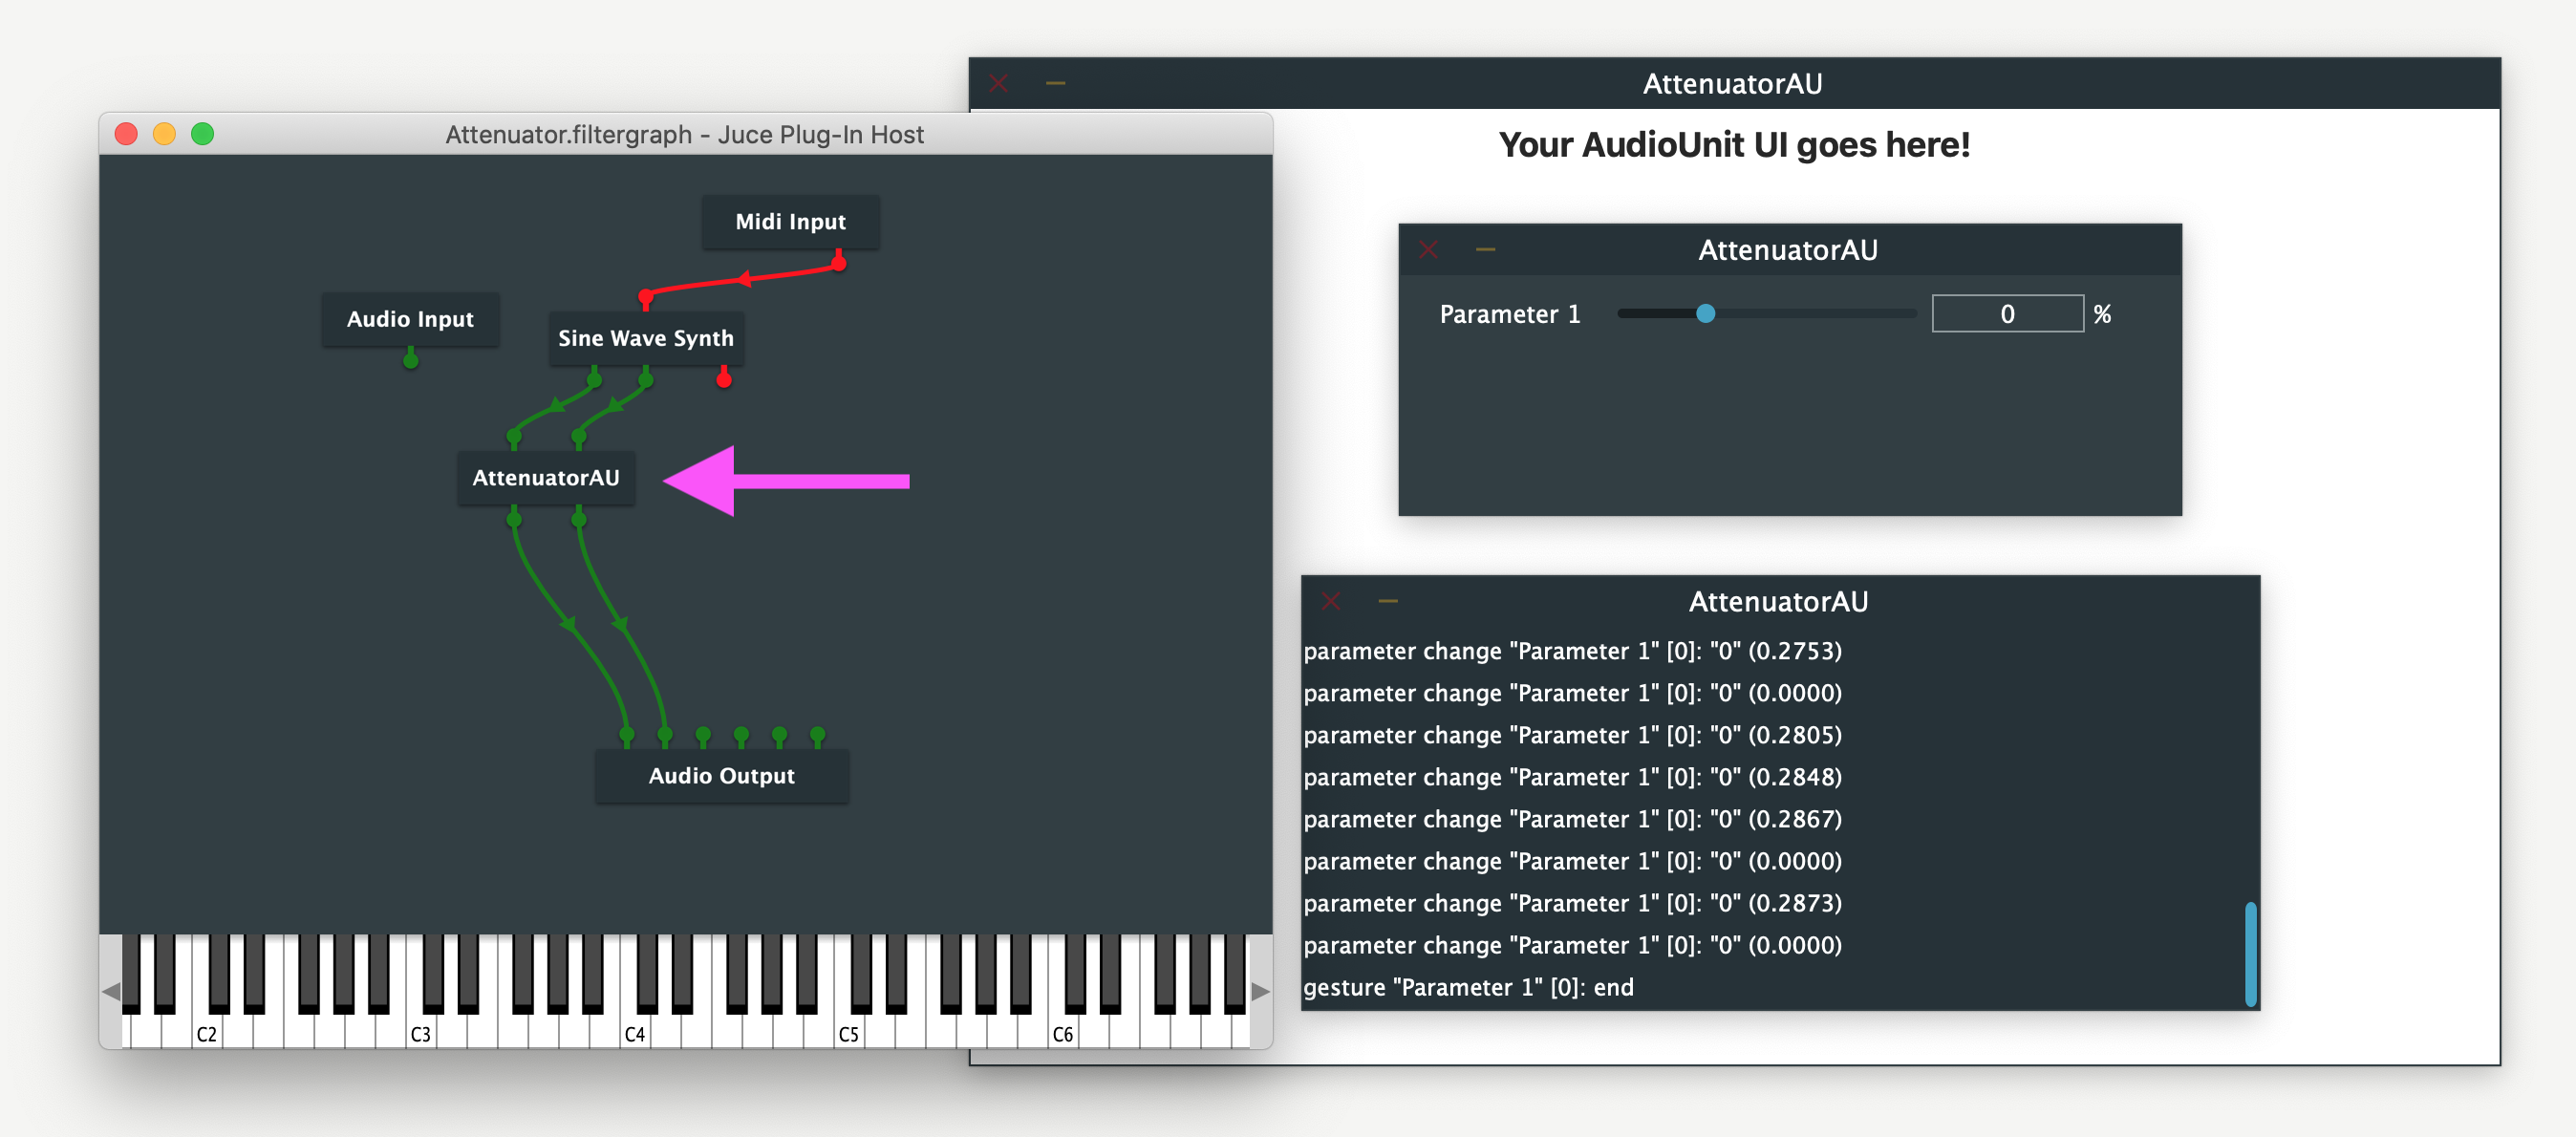 AttenuatorAU
Your AudioUnit UI goes here!
Attenuator.filtergraph - Juce Plug-In Host
Midi Input
Audio Input
Sine Wave Synth
AttenuatorAU
Audio Output
C2 C3 C4 C5 C6
AttenuatorAU
Parameter 1 0 %
AttenuatorAU
parameter change "Parameter 1" [0]: "0" (0.2753)
parameter change "Parameter 1" [0]: "0" (0.0000)
parameter change "Parameter 1" [0]: "0" (0.2805)
parameter change "Parameter 1" [0]: "0" (0.2848)
parameter change "Parameter 1" [0]: "0" (0.2867)
parameter change "Parameter 1" [0]: "0" (0.0000)
parameter change "Parameter 1" [0]: "0" (0.2873)
parameter change "Parameter 1" [0]: "0" (0.0000)
gesture "Parameter 1" [0]: end